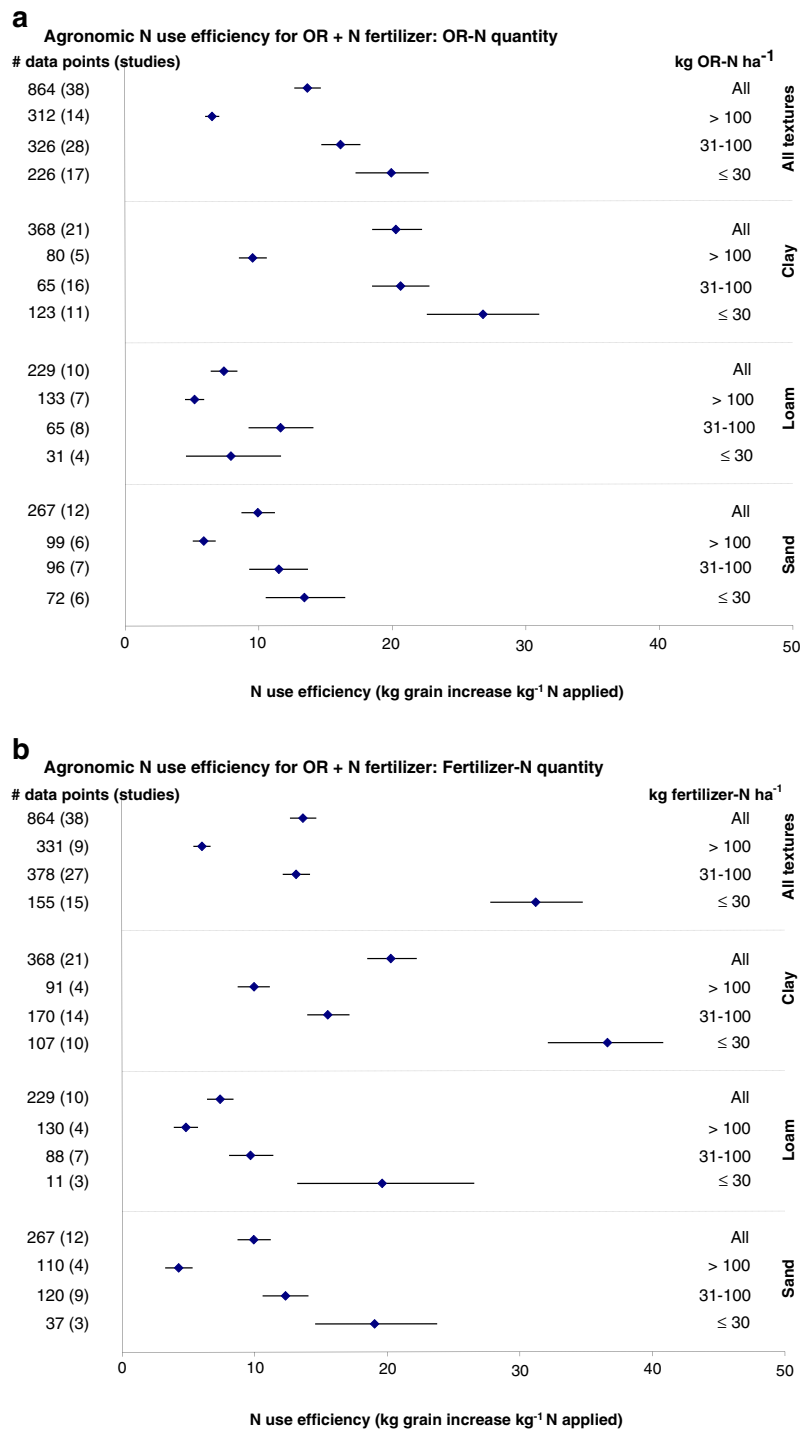 a
Agronomic N use efficiency for OR + N fertilizer: OR-N quantity
# data points (studies) kg OR-N ha-1
864 (38) All
312 (14) > 100
326 (28) 31-100
226 (17) ≤ 30
All textures
368 (21) All
80 (5) > 100
65 (16) 31-100
123 (11) ≤ 30
Clay
229 (10) All
133 (7) > 100
65 (8) 31-100
31 (4) ≤ 30
Loam
267 (12) All
99 (6) > 100
96 (7) 31-100
72 (6) ≤ 30
Sand
0 10 20 30 40 50
N use efficiency (kg grain increase kg-1 N applied)
b
Agronomic N use efficiency for OR + N fertilizer: Fertilizer-N quantity
# data points (studies) kg fertilizer-N ha-1
864 (38) All
331 (9) > 100
378 (27) 31-100
155 (15) ≤ 30
All textures
368 (21) All
91 (4) > 100
170 (14) 31-100
107 (10) ≤ 30
Clay
229 (10) All
130 (4) > 100
88 (7) 31-100
11 (3) ≤ 30
Loam
267 (12) All
110 (4) > 100
120 (9) 31-100
37 (3) ≤ 30
Sand
0 10 20 30 40 50
N use efficiency (kg grain increase kg-1 N applied)